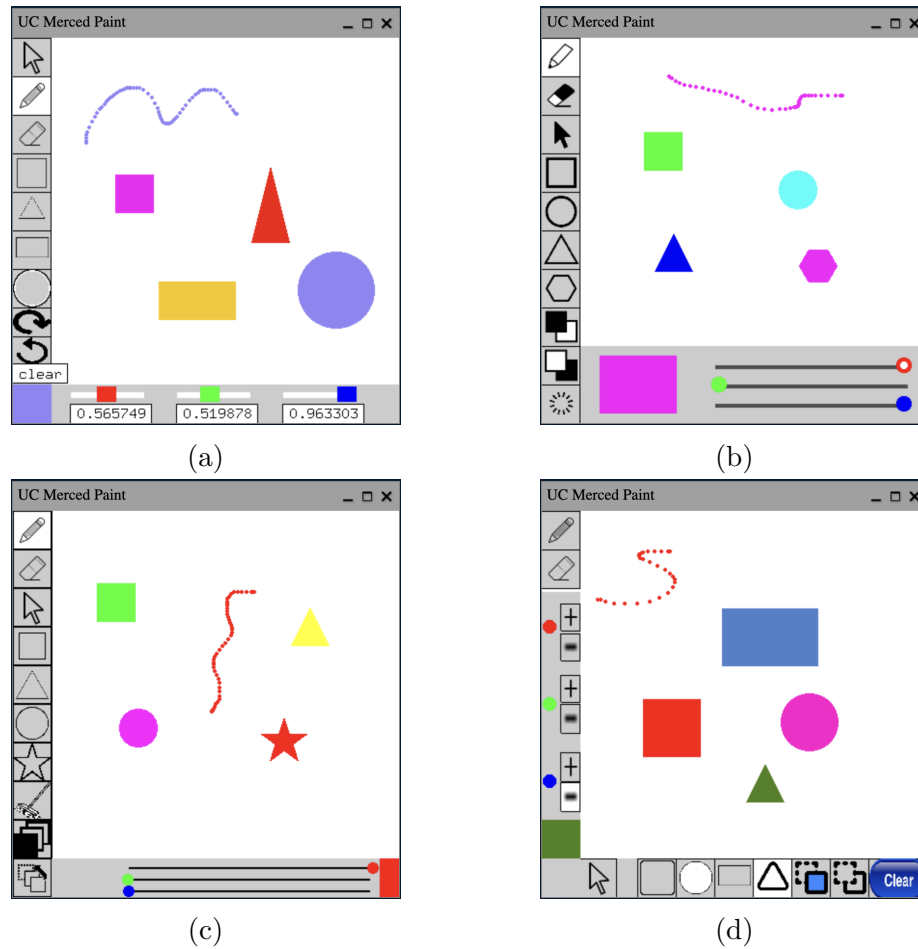 UC Merced Paint
clear
0.565749 0.519878 0.963303
(a)
UC Merced Paint
(b)
UC Merced Paint
(c)
UC Merced Paint
Clear
(d)